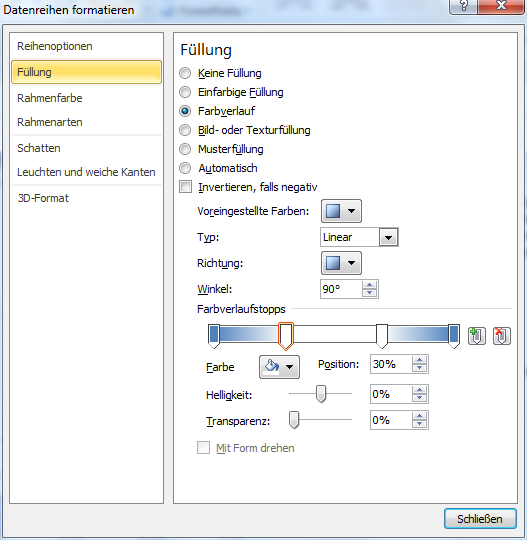 Datenreihen formatieren
Reihenoptionen
Füllung
Rahmenfarbe
Rahmenarten
Schatten
Leuchten und weiche Kanten
3D-Format
Füllung
Keine Füllung
Einfarbige Füllung
Farbverlauf
Bild- oder Texturfüllung
Musterfüllung
Automatisch
Invertieren, falls negativ
Voreingestellte Farben:
Typ: Linear
Richtung:
Winkel: 90°
Farbverlaufstopps
Farbe Position: 30%
Helligkeit: 0%
Transparenz: 0%
Mit Form drehen
Schließen